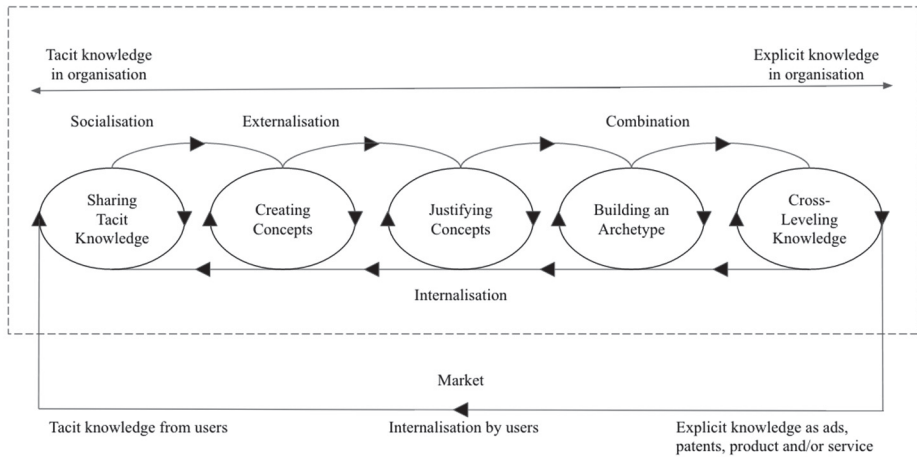 Tacit knowledge
in organisation
Explicit knowledge
in organisation
Socialisation
Externalisation
Combination
Sharing
Tacit
Knowledge
Creating
Concepts
Justifying
Concepts
Building an
Archetype
Cross-
Leveling
Knowledge
Internalisation
Market
Tacit knowledge from users
Internalisation by users
Explicit knowledge as ads,
patents, product and/or service